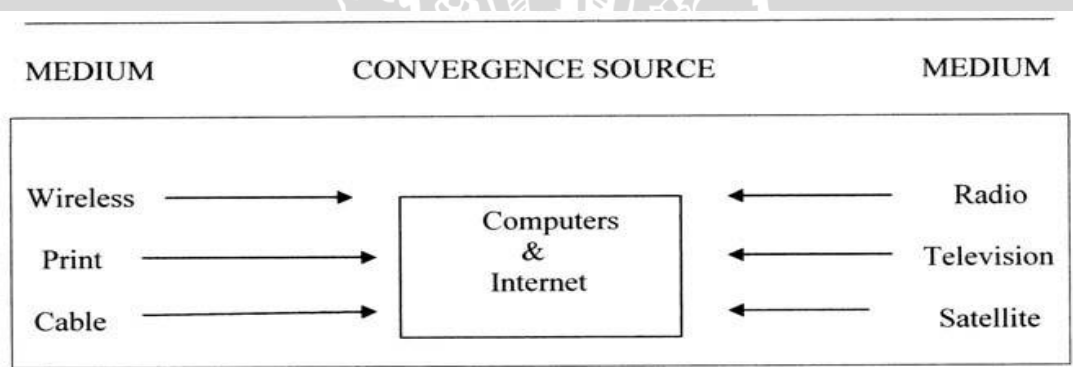 MEDIUM CONVERGENCE SOURCE MEDIUM
Wireless Computers Radio
Print & Television
Internet
Cable Satellite